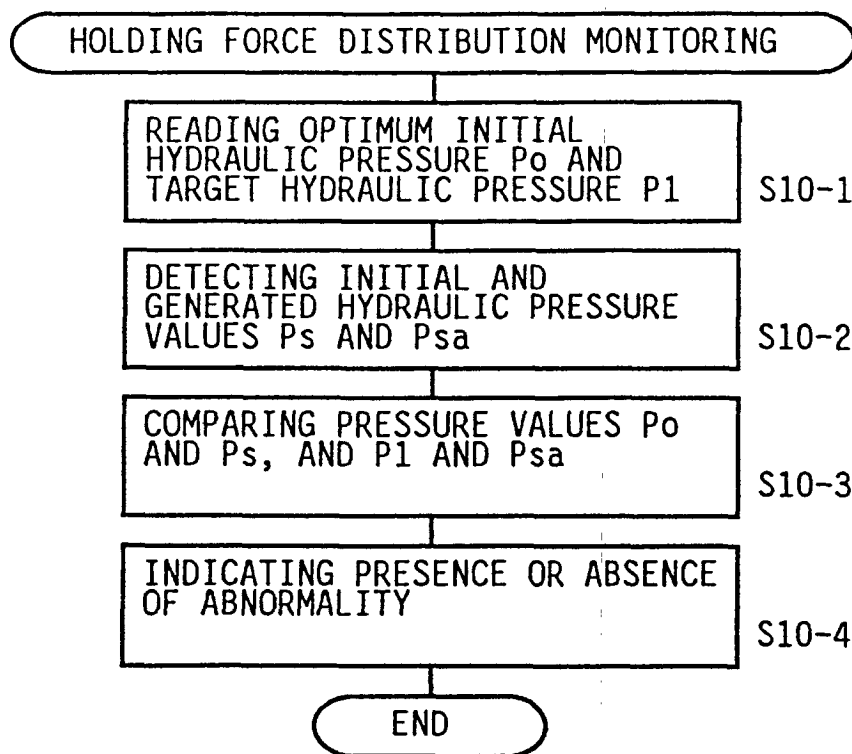 HOLDING FORCE DISTRIBUTION MONITORING
READING OPTIMUM INITIAL
HYDRAULIC PRESSURE Po AND
TARGET HYDRAULIC PRESSURE P1
S10-1
DETECTING INITIAL AND
GENERATED HYDRAULIC PRESSURE
VALUES Ps AND Psa
S10-2
COMPARING PRESSURE VALUES Po
AND Ps, AND P1 AND Psa
S10-3
INDICATING PRESENCE OR ABSENCE
OF ABNORMALITY
S10-4
END